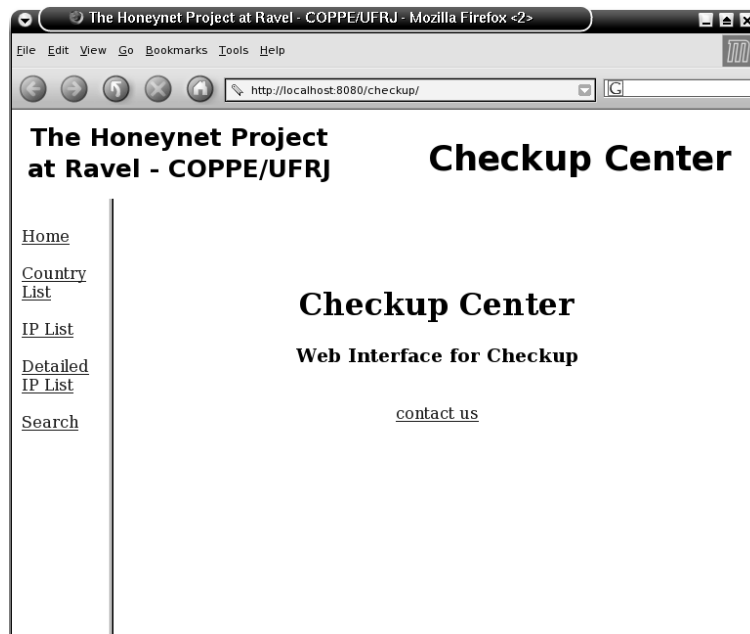 The Honeynet Project at Ravel - COPPE/UFRJ - Mozilla Firefox <2>
File Edit View Go Bookmarks Tools Help
http://localhost:8080/checkup/
G
The Honeynet Project
at Ravel - COPPE/UFRJ
Checkup Center
Home
Country
List
IP List
Detailed
IP List
Search
Checkup Center
Web Interface for Checkup
contact us